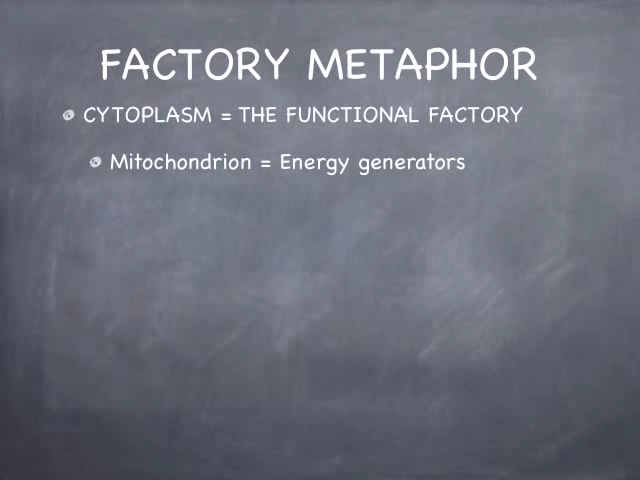 FACTORY METAPHOR
CYTOPLASM = THE FUNCTIONAL FACTORY
Mitochondrion = Energy generators